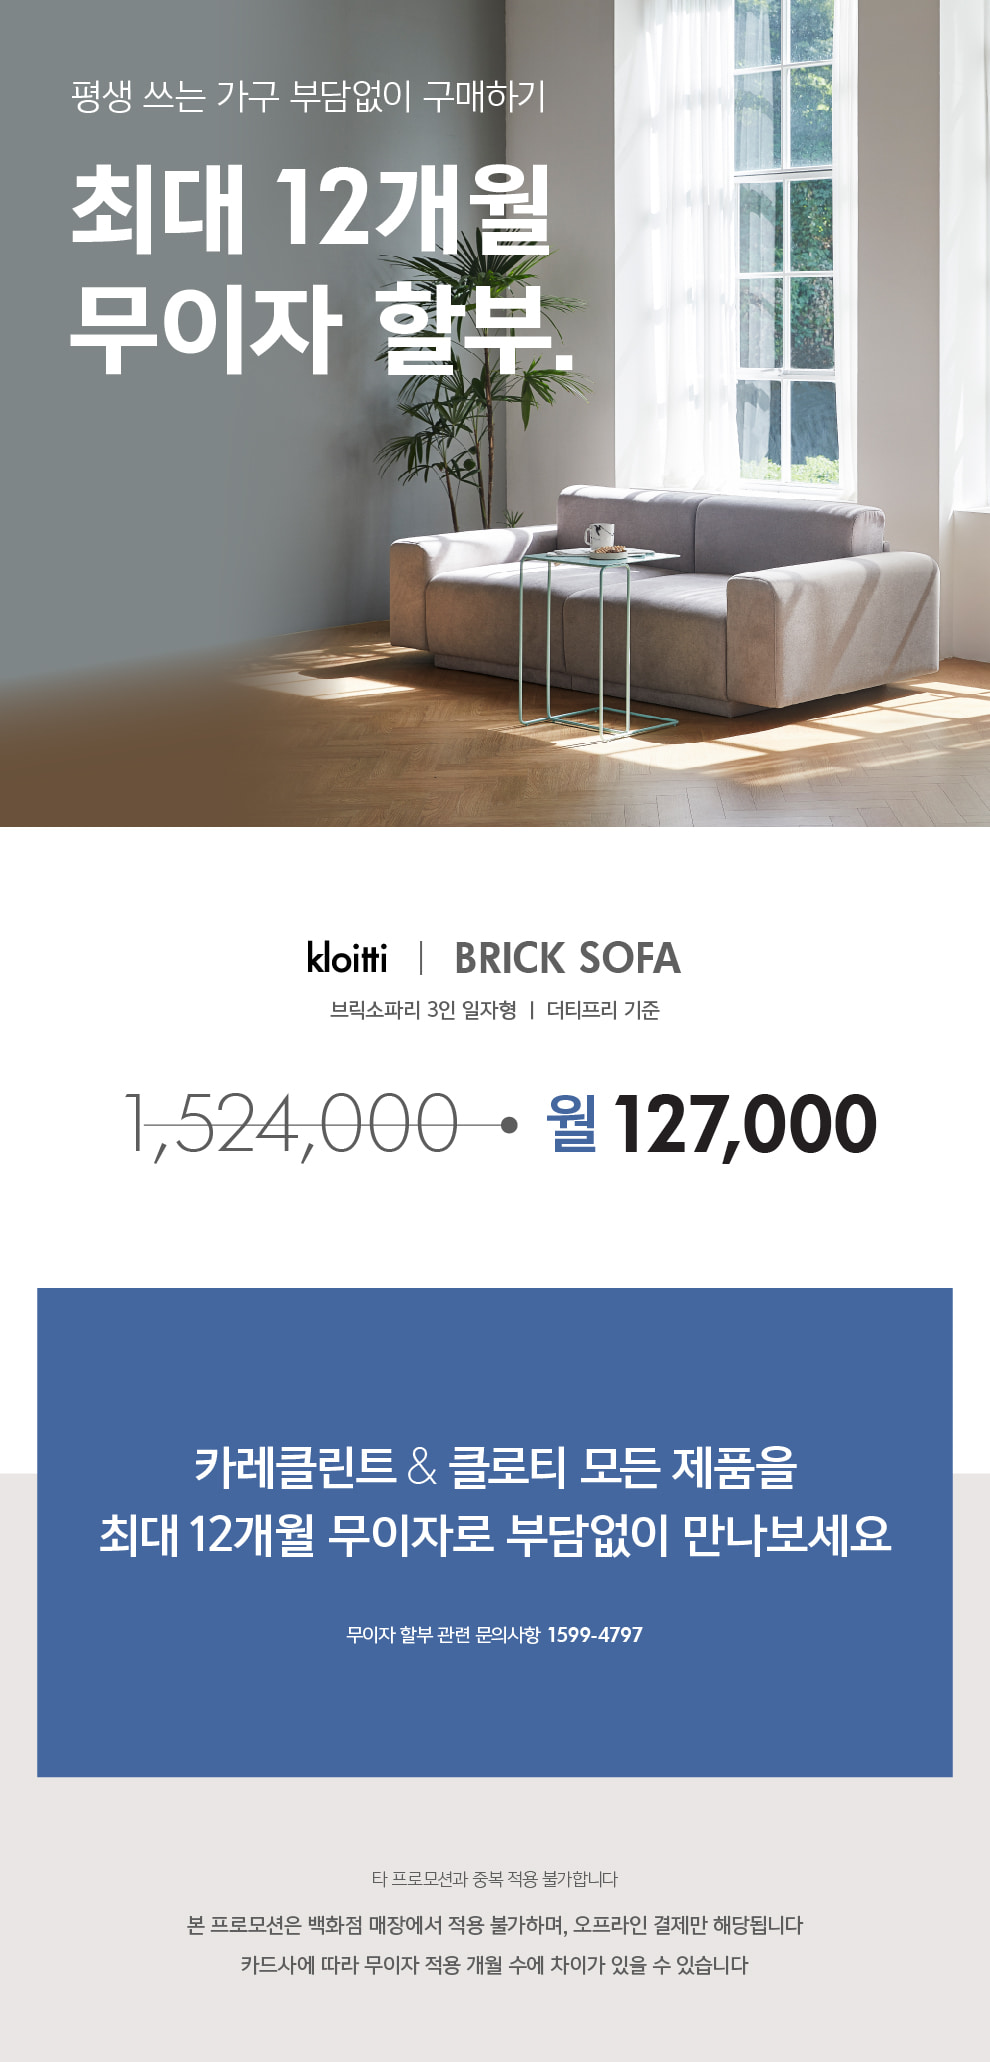 평생 쓰는 가구 부담없이 구매하기
최대 12개월
무이자 할부.
kloitti | BRICK SOFA
브릭소파리 3인 일자형 | 더티프리 기준
1,524,000 월 127,000
카레클린트 & 클로티 모든 제품을
최대 12개월 무이자로 부담없이 만나보세요
무이자 할부 관련 문의사항 1599-4797
타 프로모션과 중복 적용 불가합니다
본 프로모션은 백화점 매장에서 적용 불가하며, 오프라인 결제만 해당됩니다
카드사에 따라 무이자 적용 개월 수에 차이가 있을 수 있습니다